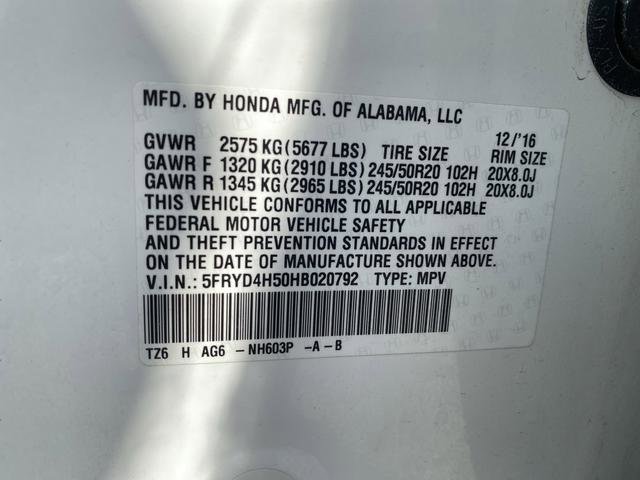 MFD. BY HONDA MFG. OF ALABAMA, LLC
12/'16
GVWR 2575 KG (5677 LBS) TIRE SIZE RIM SIZE
GAWR F 1320 KG (2910 LBS) 245/50R20 102H 20X8.0J
GAWR R 1345 KG (2965 LBS) 245/50R20 102H 20X8.0J
THIS VEHICLE CONFORMS TO ALL APPLICABLE
FEDERAL MOTOR VEHICLE SAFETY
AND THEFT PREVENTION STANDARDS IN EFFECT
ON THE DATE OF MANUFACTURE SHOWN ABOVE.
V.I.N.: 5FRYD4H50HB020792 TYPE: MPV
TZ6 H AG6 - NH603P -A-B